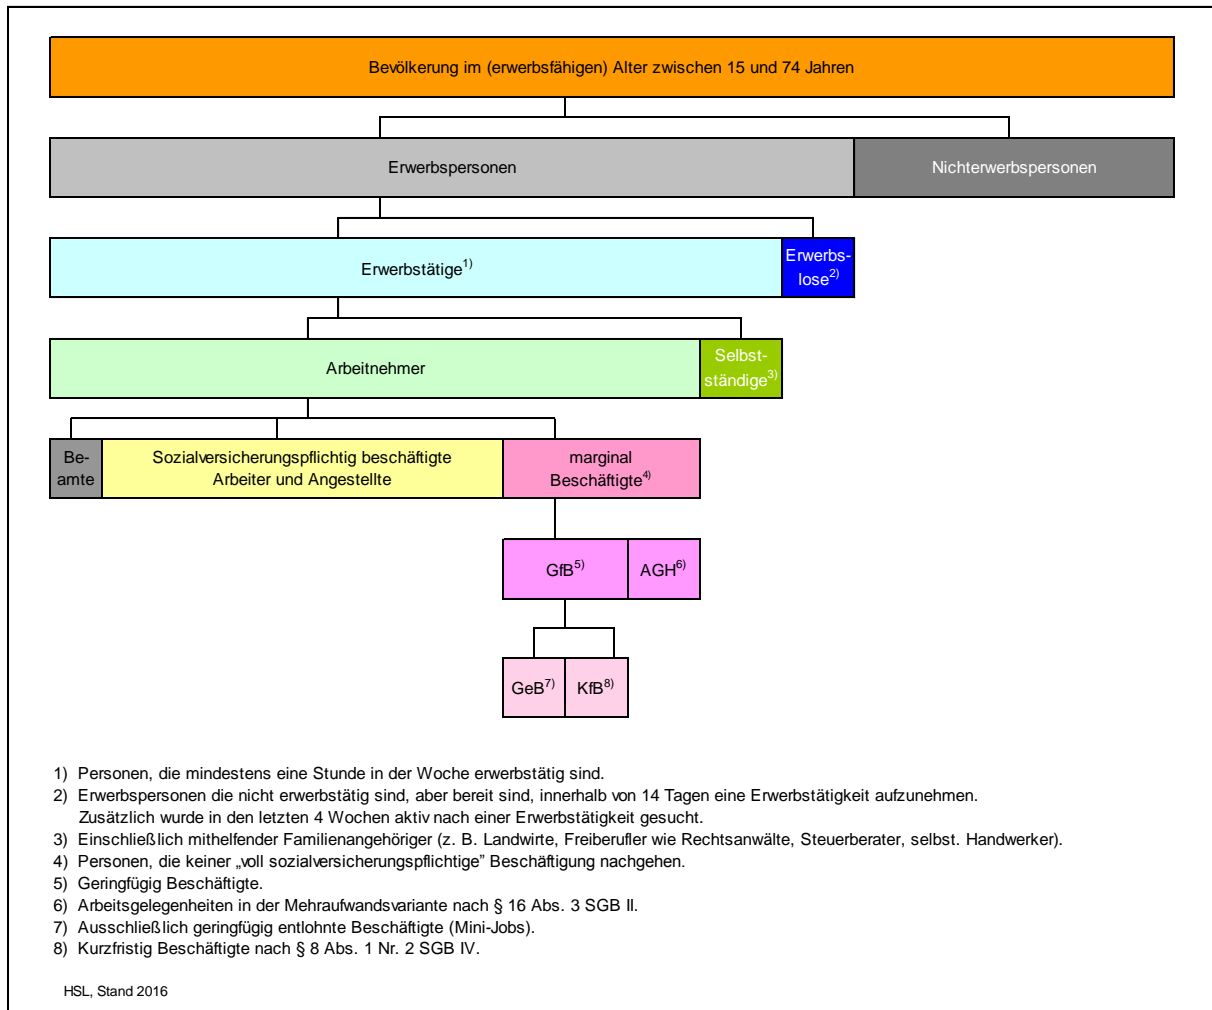 Bevölkerung im (erwerbsfähigen) Alter zwischen 15 und 74 Jahren
Erwerbspersonen
Nichterwerbspersonen
Erwerbstätige1)
Erwerbs-
lose2)
Arbeitnehmer
Selbst-
ständige3)
Be-
amte
Sozialversicherungspflichtig beschäftigte
Arbeiter und Angestellte
marginal
Beschäftigte4)
GfB5)
AGH6)
GeB7)
KfB8)
1) Personen, die mindestens eine Stunde in der Woche erwerbstätig sind.
2) Erwerbspersonen die nicht erwerbstätig sind, aber bereit sind, innerhalb von 14 Tagen eine Erwerbstätigkeit aufzunehmen.
Zusätzlich wurde in den letzten 4 Wochen aktiv nach einer Erwerbstätigkeit gesucht.
3) Einschließlich mithelfender Familienangehöriger (z. B. Landwirte, Freiberufler wie Rechtsanwälte, Steuerberater, selbst. Handwerker).
4) Personen, die keiner „voll sozialversicherungspflichtige” Beschäftigung nachgehen.
5) Geringfügig Beschäftigte.
6) Arbeitsgelegenheiten in der Mehraufwandsvariante nach § 16 Abs. 3 SGB II.
7) Ausschließlich geringfügig entlohnte Beschäftigte (Mini-Jobs).
8) Kurzfristig Beschäftigte nach § 8 Abs. 1 Nr. 2 SGB IV.
HSL, Stand 2016